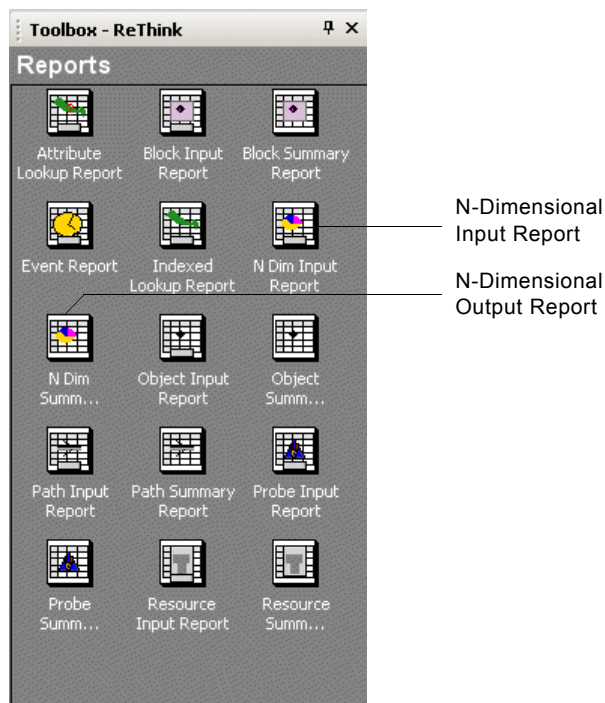 Toolbox - ReThink
Reports
Attribute
Lookup Report
Block Input
Report
Block Summary
Report
Event Report
Indexed
Lookup Report
N Dim Input
Report
N-Dimensional
Input Report
N-Dimensional
Output Report
N Dim
Summ...
Object Input
Report
Object
Summ...
Path Input
Report
Path Summary
Report
Probe Input
Report
Probe
Summ...
Resource
Input Report
Resource
Summ...